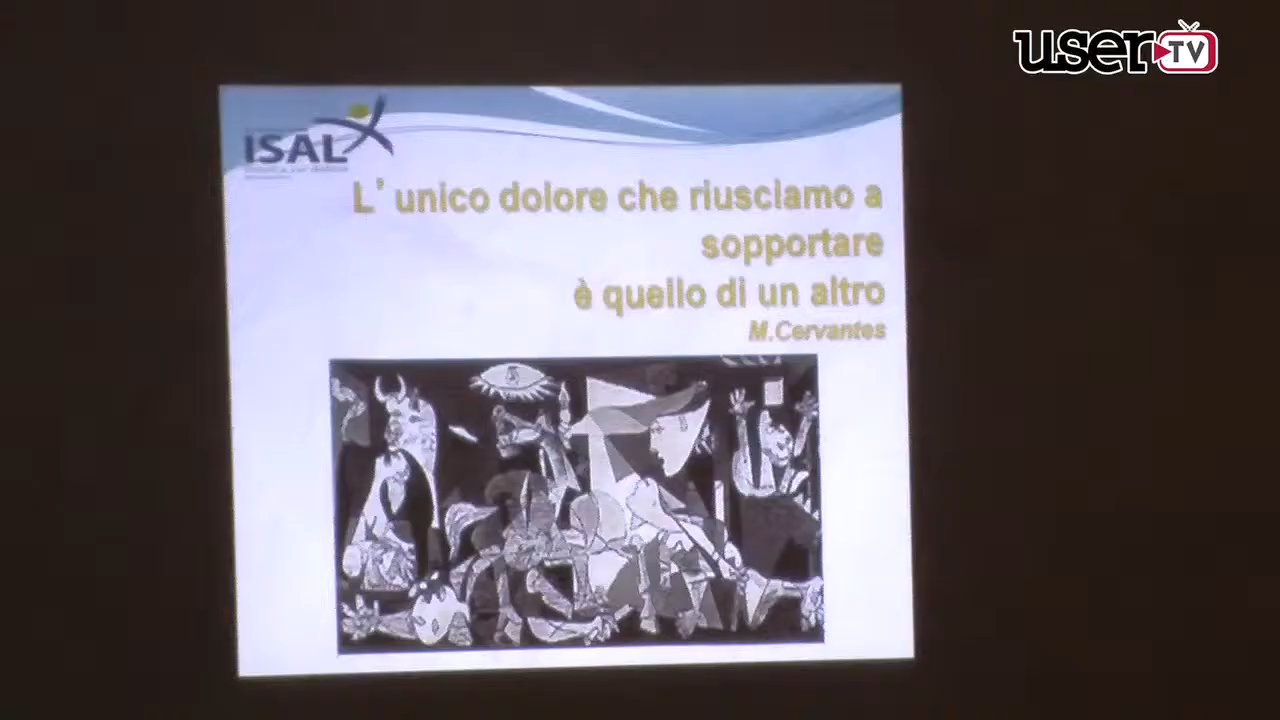 user TV
ISAL
L' unico dolore che riusciamo a
sopportare
è quello di un altro
M.Cervantes